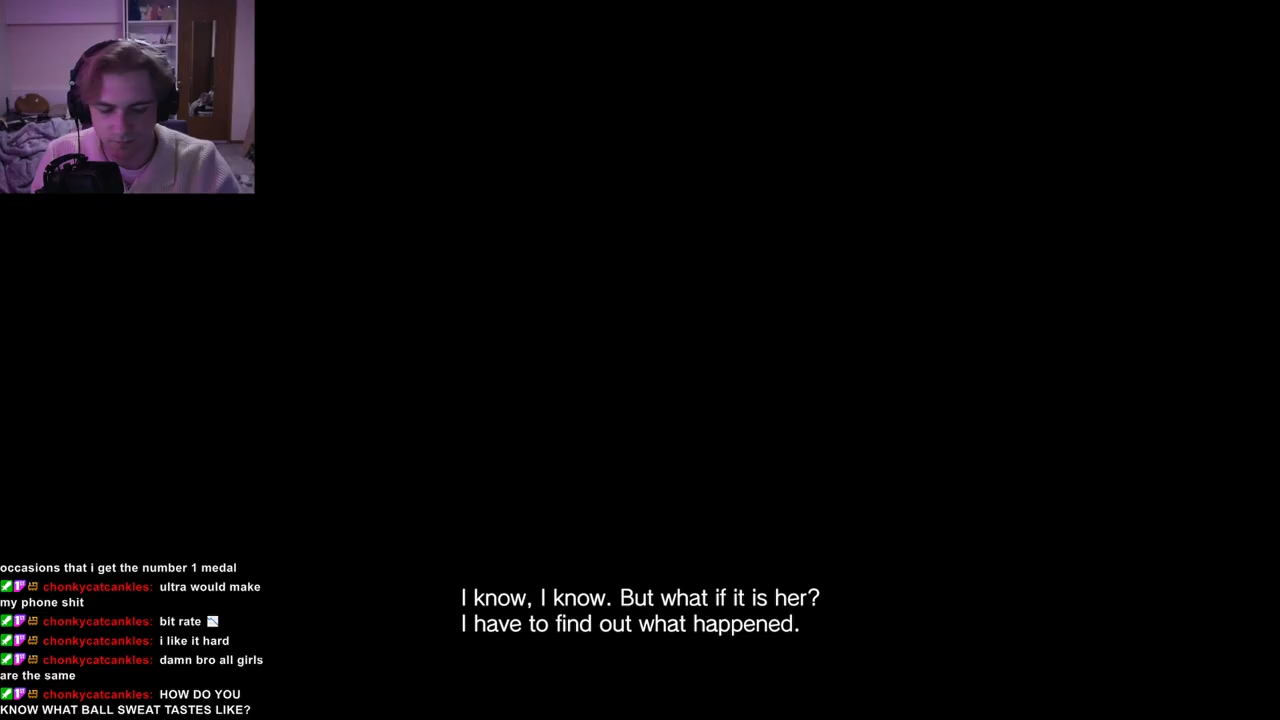 occasions that i get the number 1 medal
chonkycatcankles: ultra would make
my phone shit
chonkycatcankles: bit rate
chonkycatcankles: i like it hard
chonkycatcankles: damn bro all girls
are the same
chonkycatcankles: HOW DO YOU
KNOW WHAT BALL SWEAT TASTES LIKE?
I know, I know. But what if it is her?
I have to find out what happened.